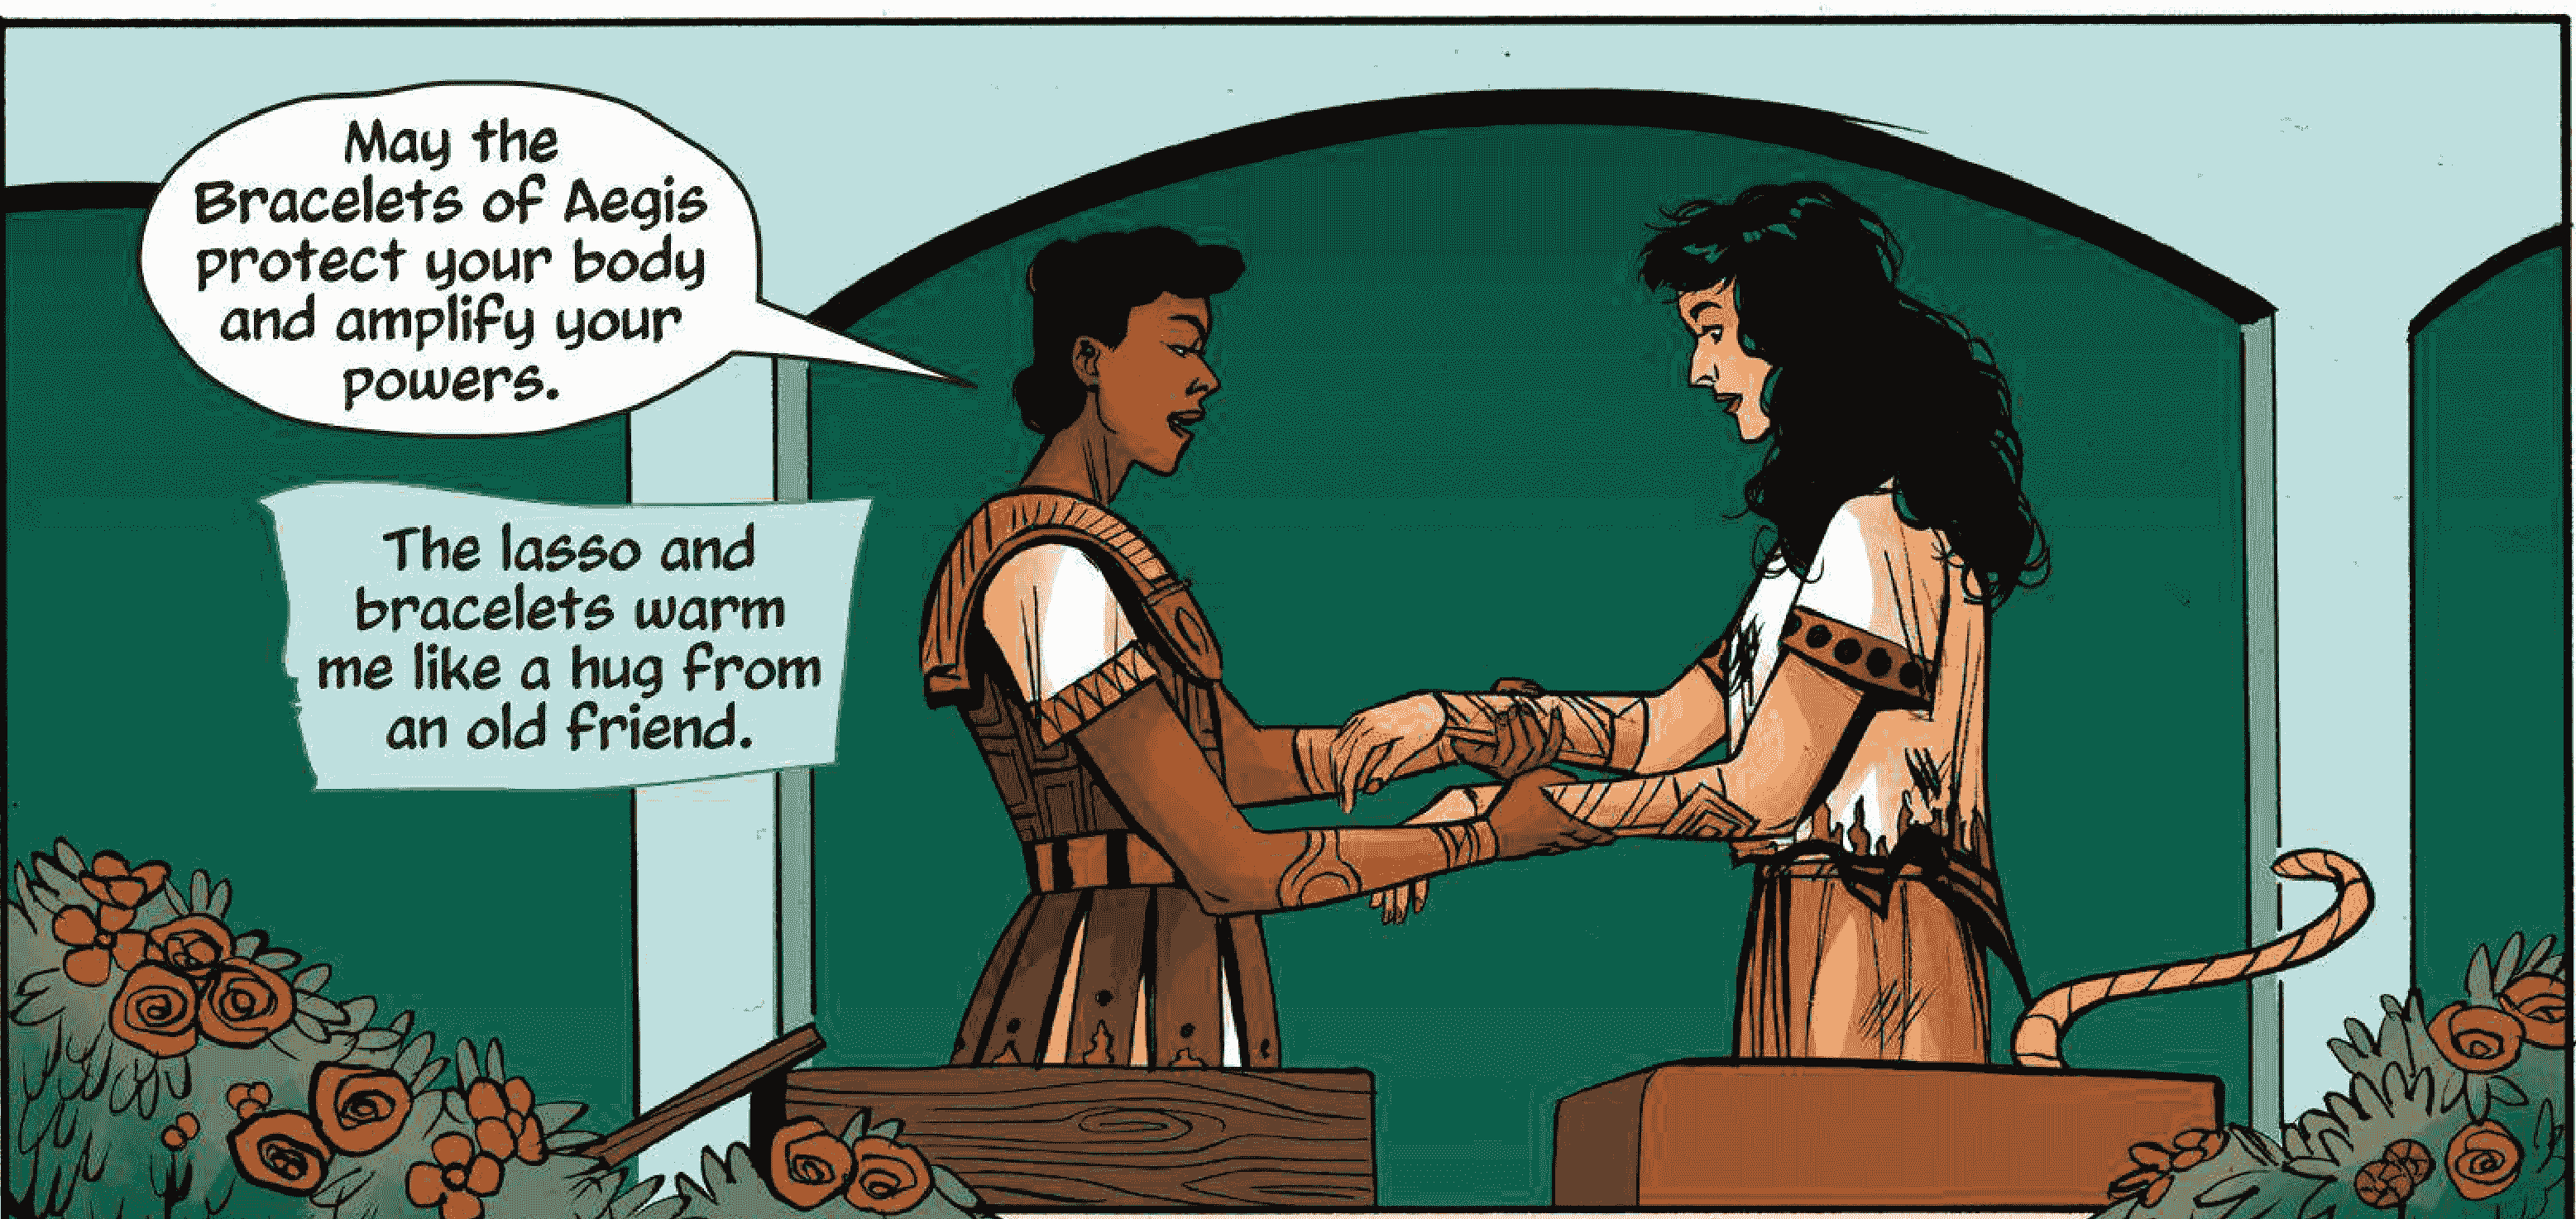 May the
Bracelets of Aegis
protect your body
and amplify your
powers.
The lasso and
bracelets warm
me like a hug from
an old friend.